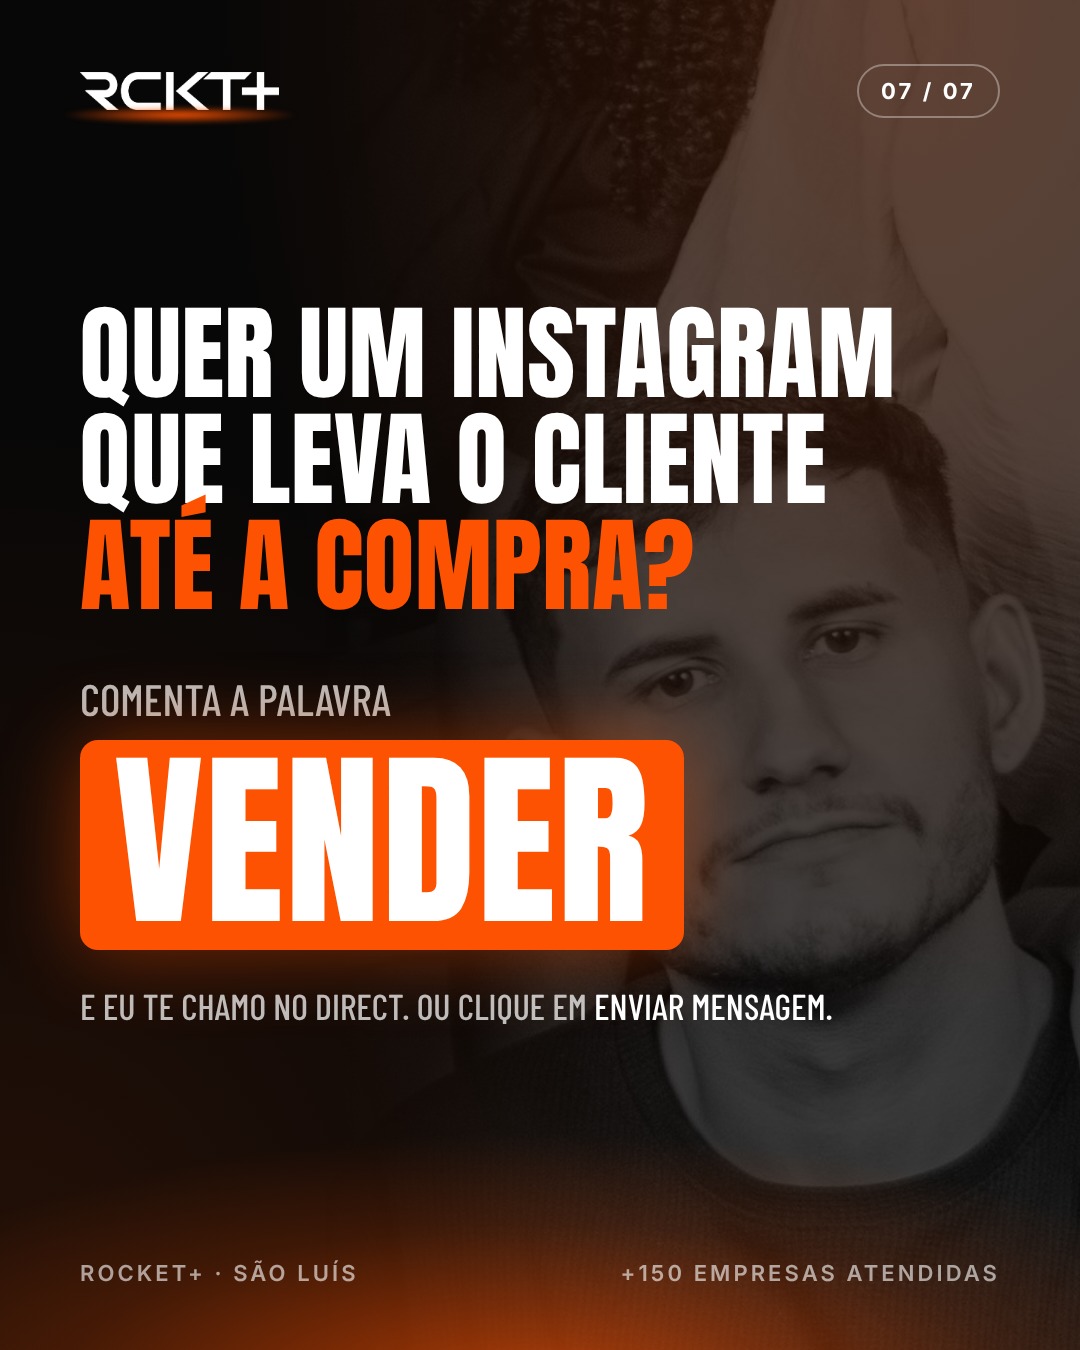 RCKT+
07 / 07
QUER UM INSTAGRAM
QUE LEVA O CLIENTE
ATÉ A COMPRA?
COMENTA A PALAVRA
VENDER
E EU TE CHAMO NO DIRECT. OU CLIQUE EM ENVIAR MENSAGEM.
ROCKET+ · SÃO LUÍS
+150 EMPRESAS ATENDIDAS